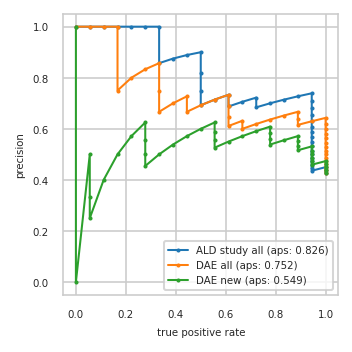 1.0
0.8
0.6
0.4
0.2
0.0
precision
ALD study all (aps: 0.826)
DAE all (aps: 0.752)
DAE new (aps: 0.549)
0.0 0.2 0.4 0.6 0.8 1.0
true positive rate